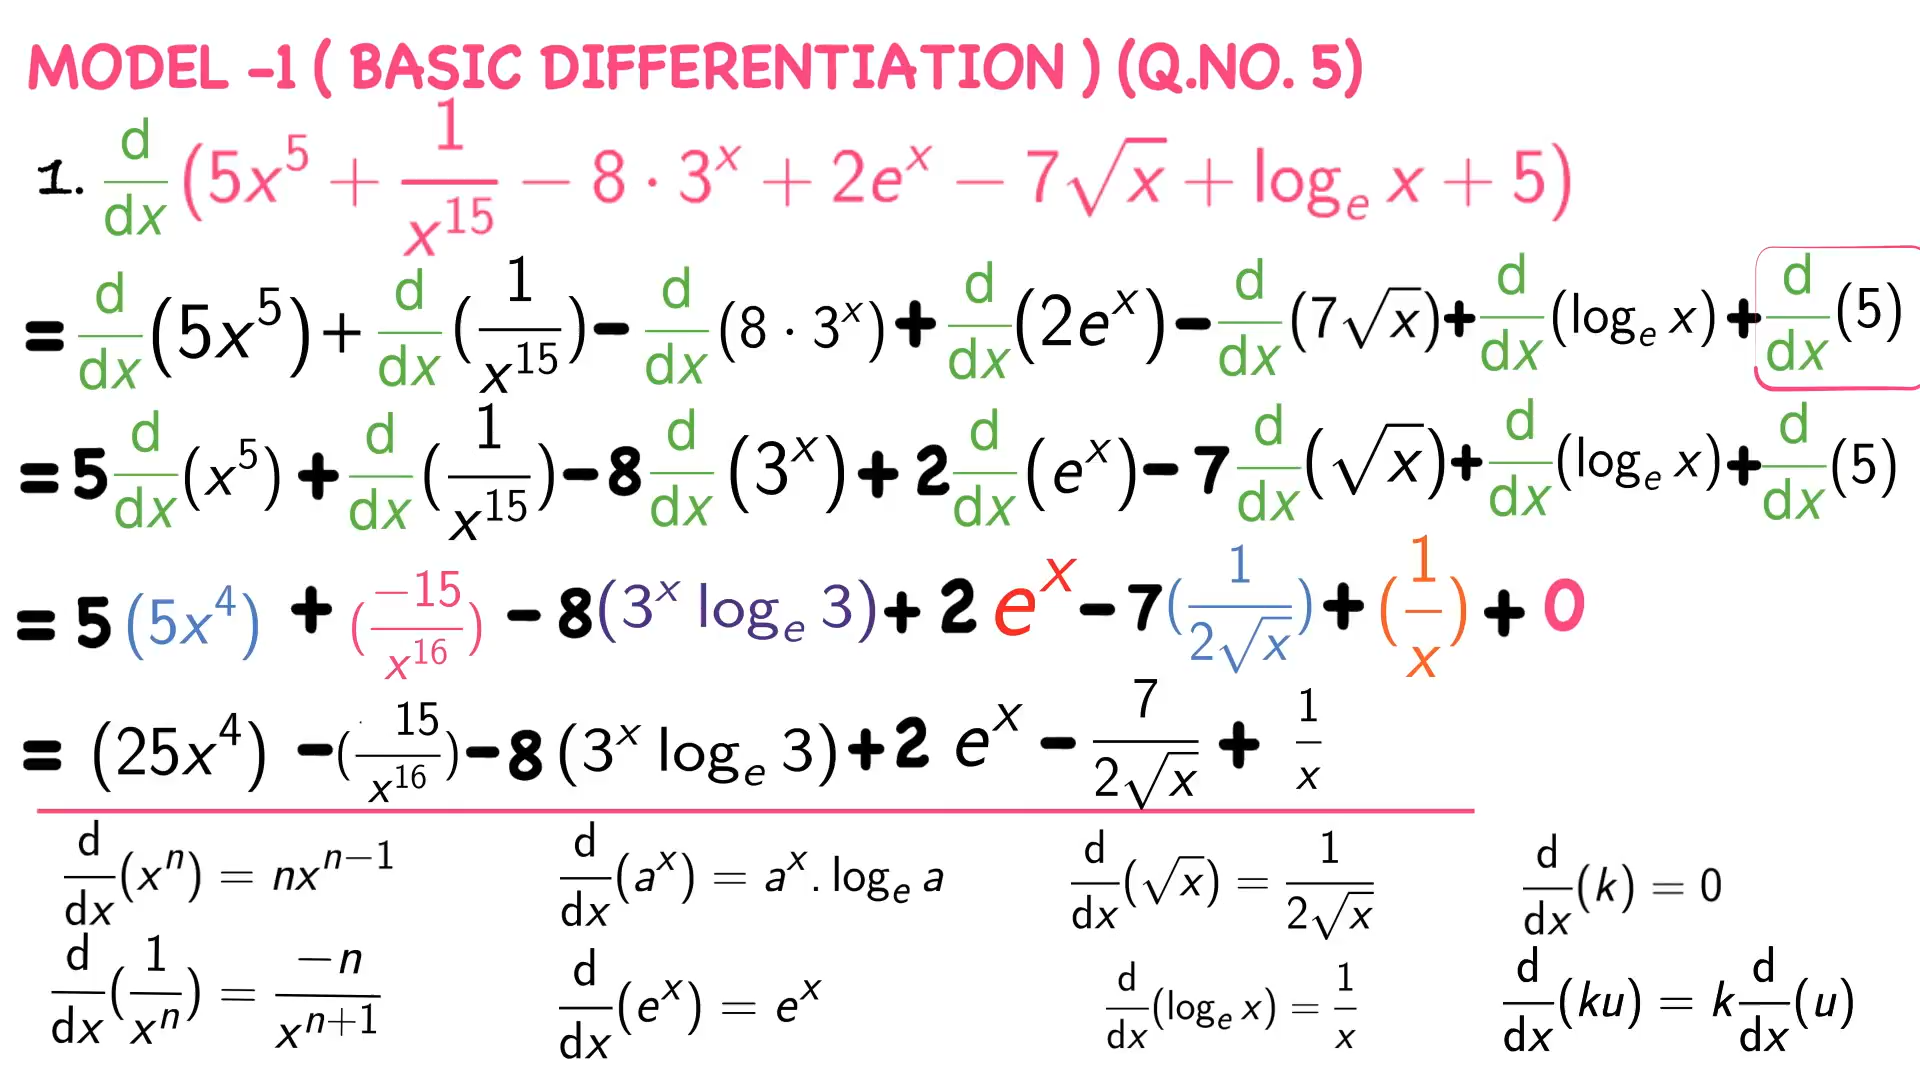 MODEL -1 ( BASIC DIFFERENTIATION ) (Q.NO. 5)
1. d/dx (5x^5 + 1/x^15 − 8 · 3^x + 2e^x − 7√x + log_e x + 5)
= d/dx (5x^5) + d/dx (1/x^15) − d/dx (8 · 3^x) + d/dx (2e^x) − d/dx (7√x) + d/dx (log_e x) + d/dx (5)
= 5 d/dx (x^5) + d/dx (1/x^15) − 8 d/dx (3^x) + 2 d/dx (e^x) − 7 d/dx (√x) + d/dx (log_e x) + d/dx (5)
= 5 (5x^4) + (−15/x^16) − 8 (3^x log_e 3) + 2 e^x − 7 (1/2√x) + (1/x) + 0
= (25x^4) − (15/x^16) − 8 (3^x log_e 3) + 2 e^x − 7/2√x + 1/x
d/dx (x^n) = nx^n−1 d/dx (a^x) = a^x . log_e a d/dx (√x) = 1/2√x d/dx (k) = 0
d/dx (1/x^n) = −n/x^n+1 d/dx (e^x) = e^x d/dx (log_e x) = 1/x d/dx (ku) = k d/dx (u)